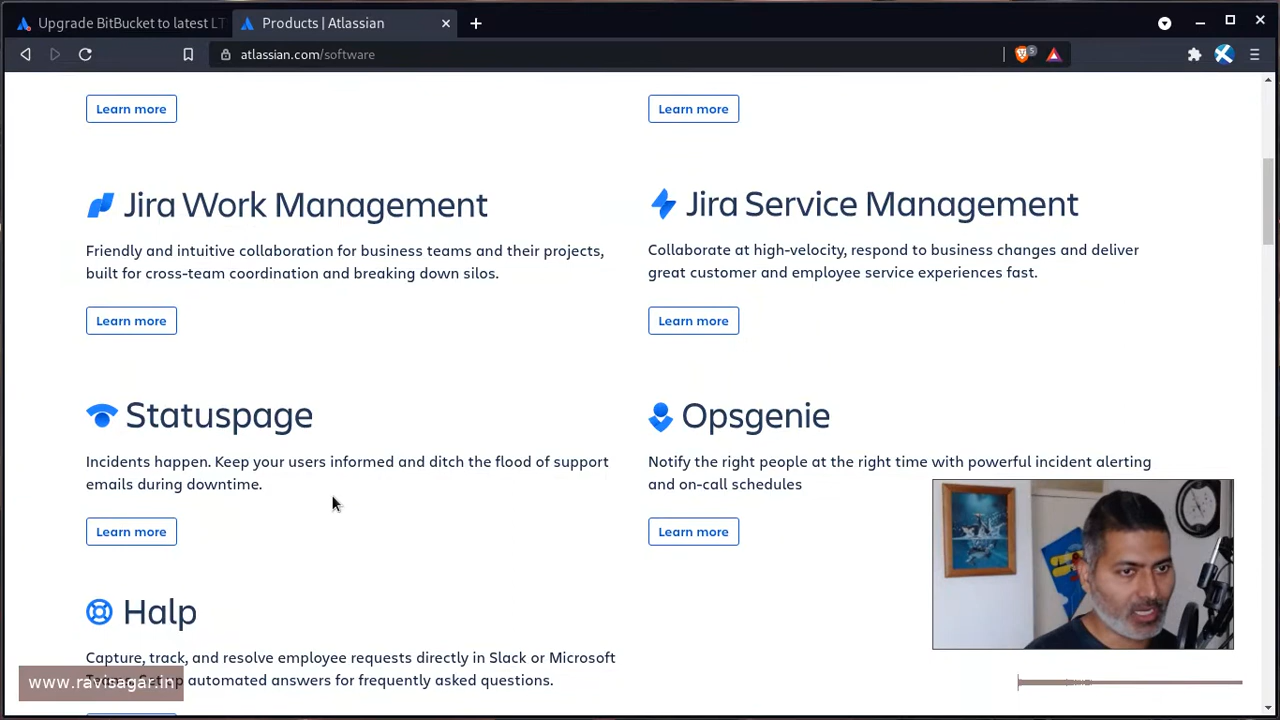 Upgrade BitBucket to latest LT
Products | Atlassian
atlassian.com/software
5
Learn more
Learn more
Jira Work Management
Friendly and intuitive collaboration for business teams and their projects,
built for cross-team coordination and breaking down silos.
Learn more
Jira Service Management
Collaborate at high-velocity, respond to business changes and deliver
great customer and employee service experiences fast.
Learn more
Statuspage
Incidents happen. Keep your users informed and ditch the flood of support
emails during downtime.
Learn more
Opsgenie
Notify the right people at the right time with powerful incident alerting
and on-call schedules
Learn more
Halp
Capture, track, and resolve employee requests directly in Slack or Microsoft
automated answers for frequently asked questions.
www.ravisagar.in